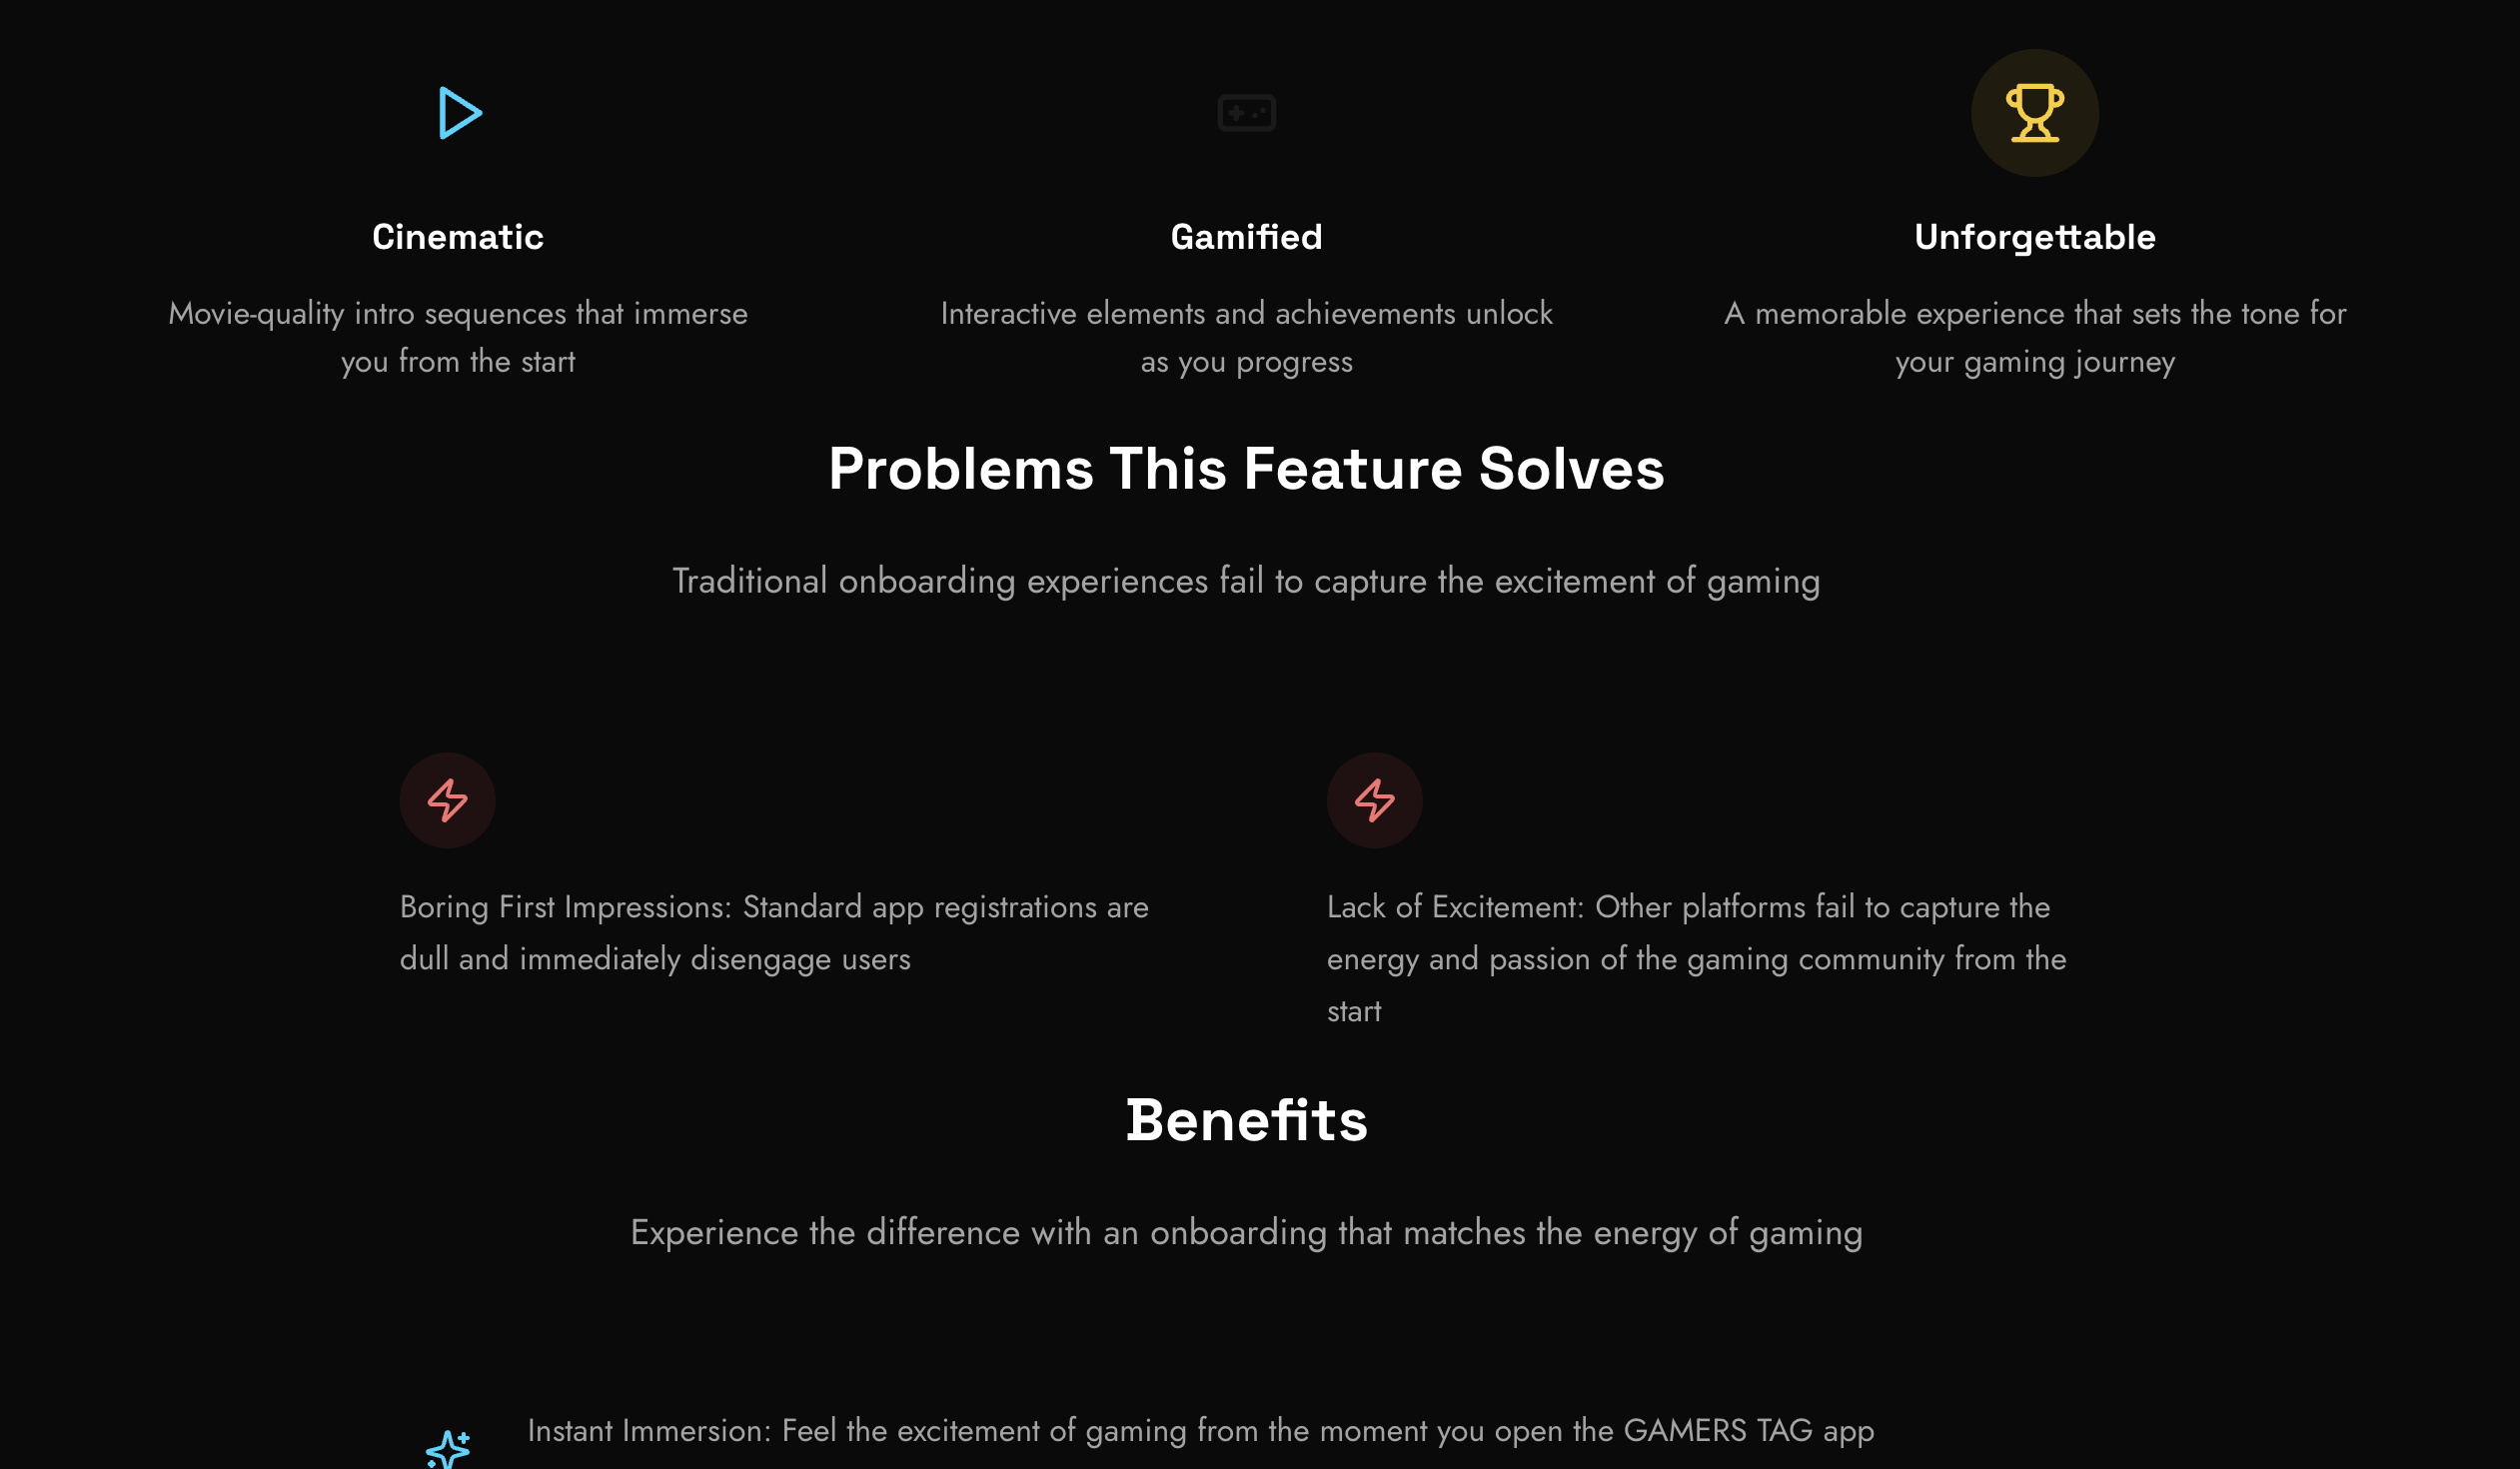 Cinematic
Gamified
Unforgettable
Movie-quality intro sequences that immerse
you from the start
Interactive elements and achievements unlock
as you progress
A memorable experience that sets the tone for
your gaming journey
Problems This Feature Solves
Traditional onboarding experiences fail to capture the excitement of gaming
Boring First Impressions: Standard app registrations are
dull and immediately disengage users
Lack of Excitement: Other platforms fail to capture the
energy and passion of the gaming community from the
start
Benefits
Experience the difference with an onboarding that matches the energy of gaming
Instant Immersion: Feel the excitement of gaming from the moment you open the GAMERS TAG app